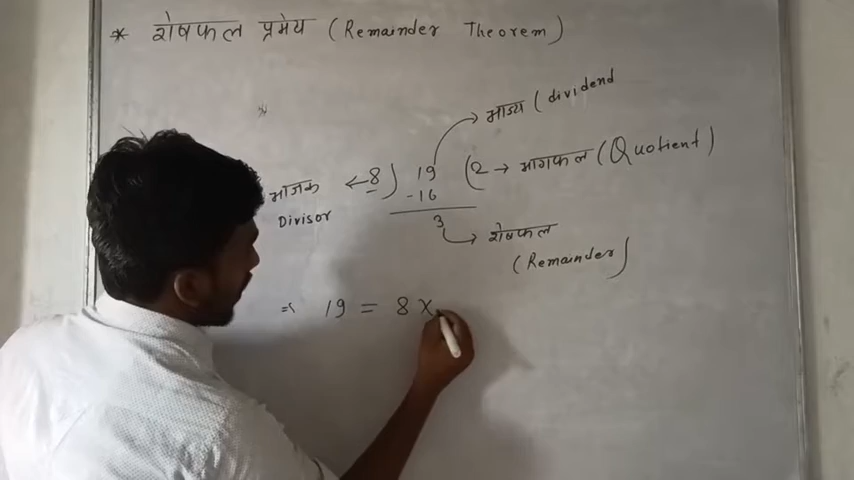 * शेषफल प्रमेय (Remainder Theorem)
भाज्य (dividend
भाजक ← 8) 19 (2 → भागफल (Quotient)
Divisor -16
3 → शेषफल
(Remainder)
⇒ 19 = 8 ×